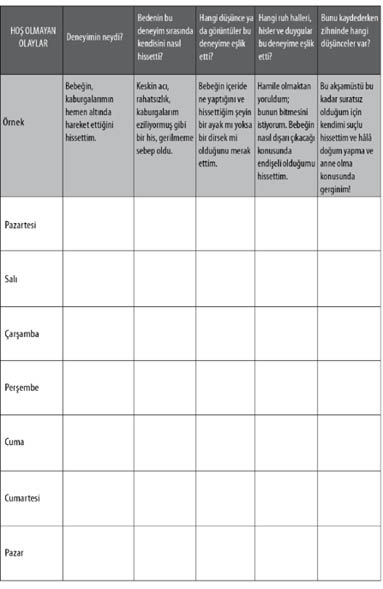 HOŞ OLMAYAN
OLAYLAR
Deneyimin neydi?
Bedenin bu
deneyim sırasında
kendisini nasıl
hissetti?
Hangi düşünce ya
da görüntüler bu
deneyime eşlik
etti?
Hangi ruh halleri,
hisler ve duygular
bu deneyime eşlik
etti?
Bunu kaydederken
zihninde hangi
düşünceler var?
Örnek
Bebeğin,
kaburgalarımın
hemen altında
hareket ettiğini
hissettim.
Keskin acı,
rahatsızlık,
kaburgalarım
eziliyormuş gibi
bir his, gerilmeme
sebep oldu.
Bebeğin içeride
ne yaptığını ve
hissettiğim şeyin
bir ayak mı yoksa
bir dirsek mi
olduğunu merak
ettim.
Hamile olmaktan
yoruldum;
bunun bitmesini
istiyorum. Bebeğin
nasıl dışarı çıkacağı
konusunda
endişeli olduğumu
hissettim.
Bu akşamüstü bu
kadar suratsız
olduğum için
kendimi suçlu
hissettim ve hâlâ
doğum yapma ve
anne olma
konusunda
gerginim!
Pazartesi
Salı
Çarşamba
Perşembe
Cuma
Cumartesi
Pazar